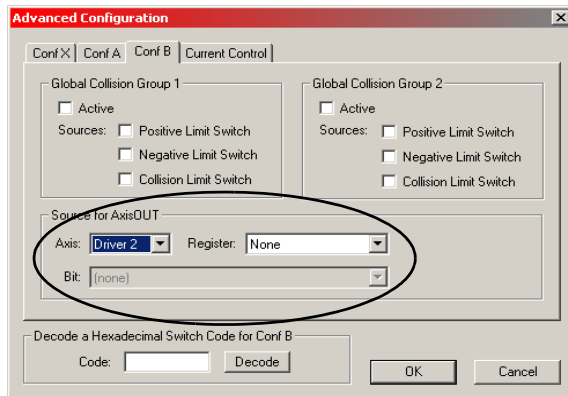 Advanced Configuration
Conf X Conf A Conf B Current Control
Global Collision Group 1
Active
Sources: Positive Limit Switch
Negative Limit Switch
Collision Limit Switch
Global Collision Group 2
Active
Sources: Positive Limit Switch
Negative Limit Switch
Collision Limit Switch
Source for AxisOUT
Axis: Driver 2 Register: None
Bit: (none)
Decode a Hexadecimal Switch Code for Conf B
Code: Decode
OK Cancel